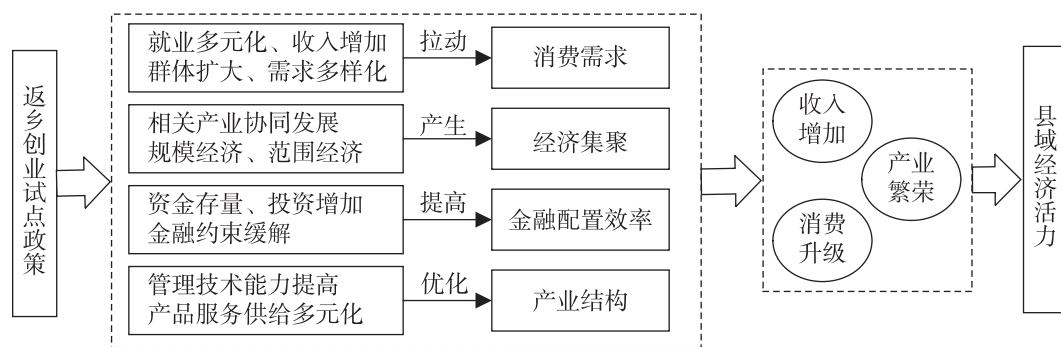 返乡创业试点政策
就业多元化、收入增加
群体扩大、需求多样化
拉动
消费需求
相关产业协同发展
规模经济、范围经济
产生
经济集聚
资金存量、投资增加
金融约束缓解
提高
金融配置效率
管理技术能力提高
产品服务供给多元化
优化
产业结构
收入
增加
产业
繁荣
消费
升级
县域经济活力